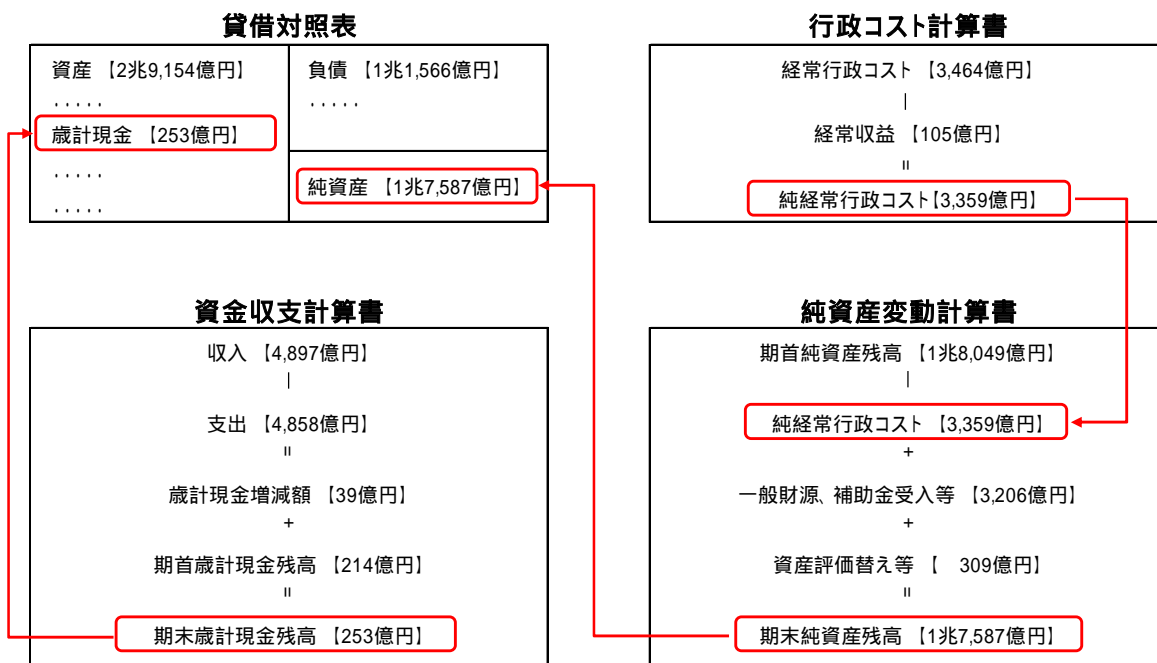 貸借対照表
資産 【2兆9,154億円】
．．．．．
歳計現金 【253億円】
．．．．．
．．．．．
負債 【1兆1,566億円】
．．．．．
純資産 【1兆7,587億円】
行政コスト計算書
経常行政コスト 【3,464億円】
｜
経常収益 【105億円】
〃
純経常行政コスト【3,359億円】
資金収支計算書
収入 【4,897億円】
｜
支出 【4,858億円】
〃
歳計現金増減額 【39億円】
+
期首歳計現金残高 【214億円】
〃
期末歳計現金残高 【253億円】
純資産変動計算書
期首純資産残高 【1兆8,049億円】
｜
純経常行政コスト 【3,359億円】
+
一般財源、補助金受入等 【3,206億円】
+
資産評価替え等 【　309億円】
〃
期末純資産残高 【1兆7,587億円】